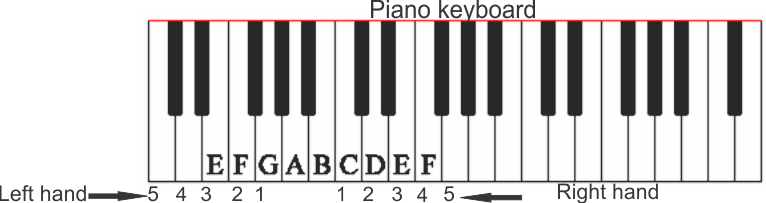 Piano keyboard
E F G A B C D E F
Left hand 5 4 3 2 1 1 2 3 4 5 Right hand